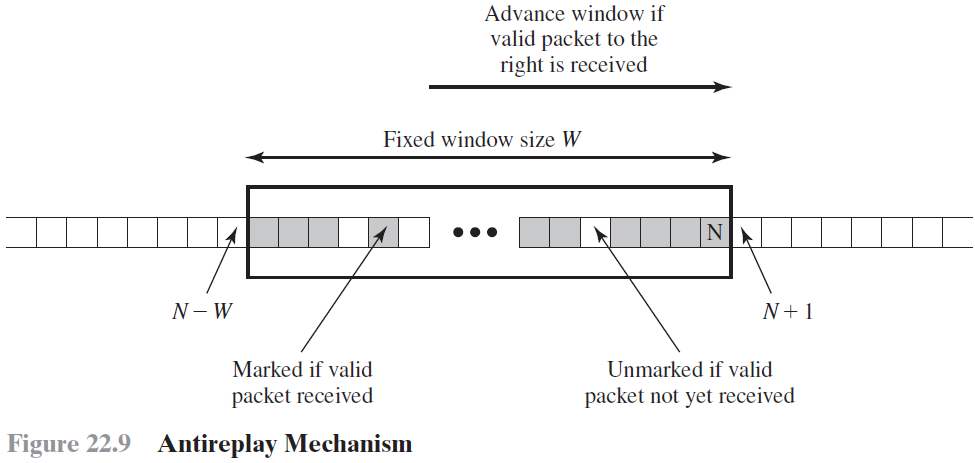 Advance window if
valid packet to the
right is received
Fixed window size W
N
N – W
N + 1
Marked if valid
packet received
Unmarked if valid
packet not yet received
Figure 22.9 Antireplay Mechanism